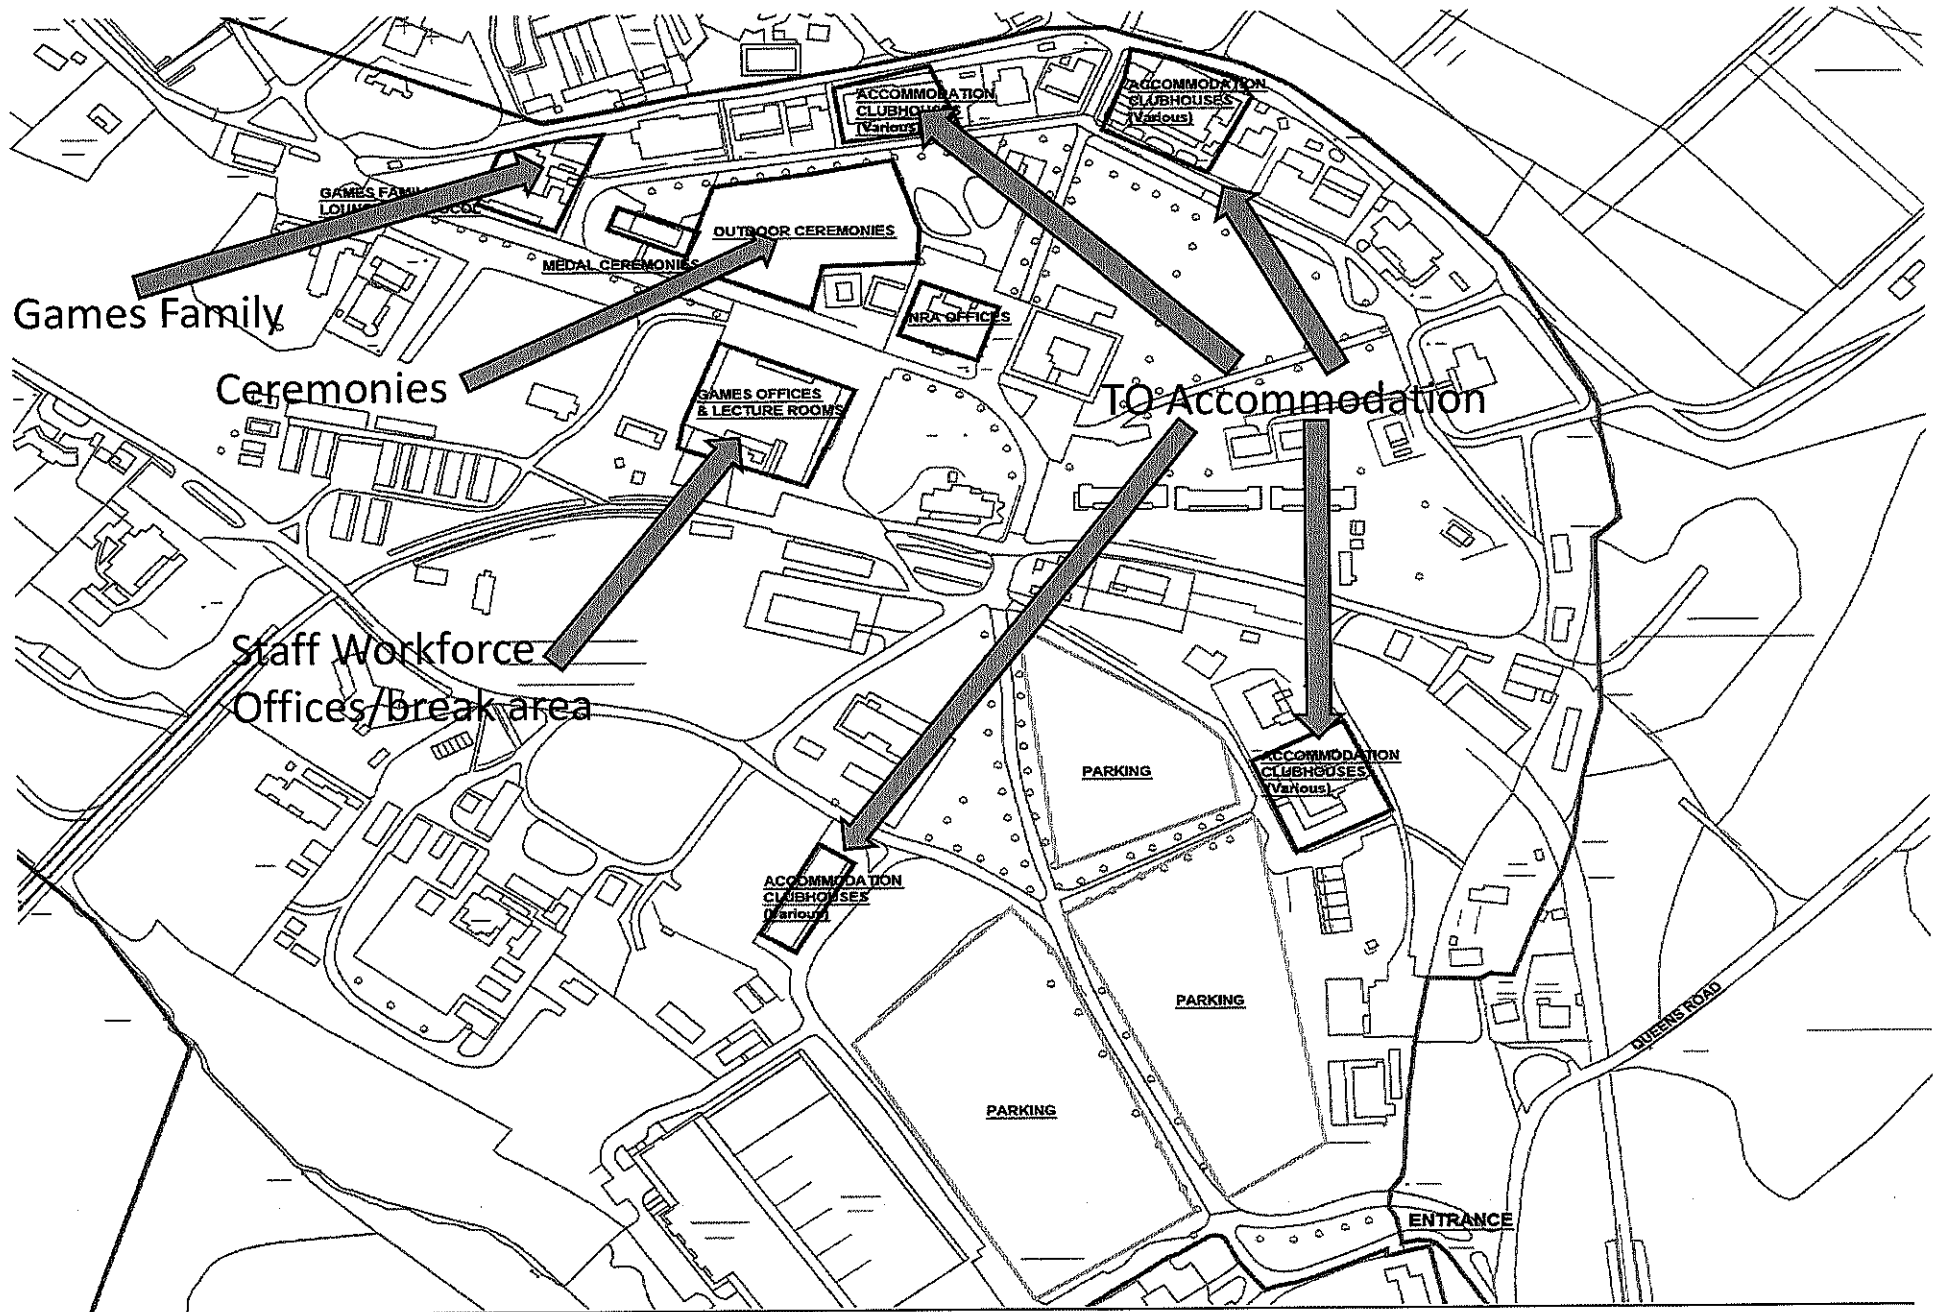 ACCOMMODATION
CLUBHOUSES
(Various)
ACCOMMODATION
CLUBHOUSES
(Various)
GAMES FAMILY
OUTDOOR CEREMONIES
MEDAL CEREMONIES
Games Family
NRA OFFICES
Ceremonies
GAMES OFFICES
& LECTURE ROOMS
TO Accommodation
Staff Workforce
Offices/break area
ACCOMMODATION
CLUBHOUSES
(Various)
PARKING
ACCOMMODATION
CLUBHOUSES
(Various)
PARKING
QUEENS ROAD
PARKING
ENTRANCE